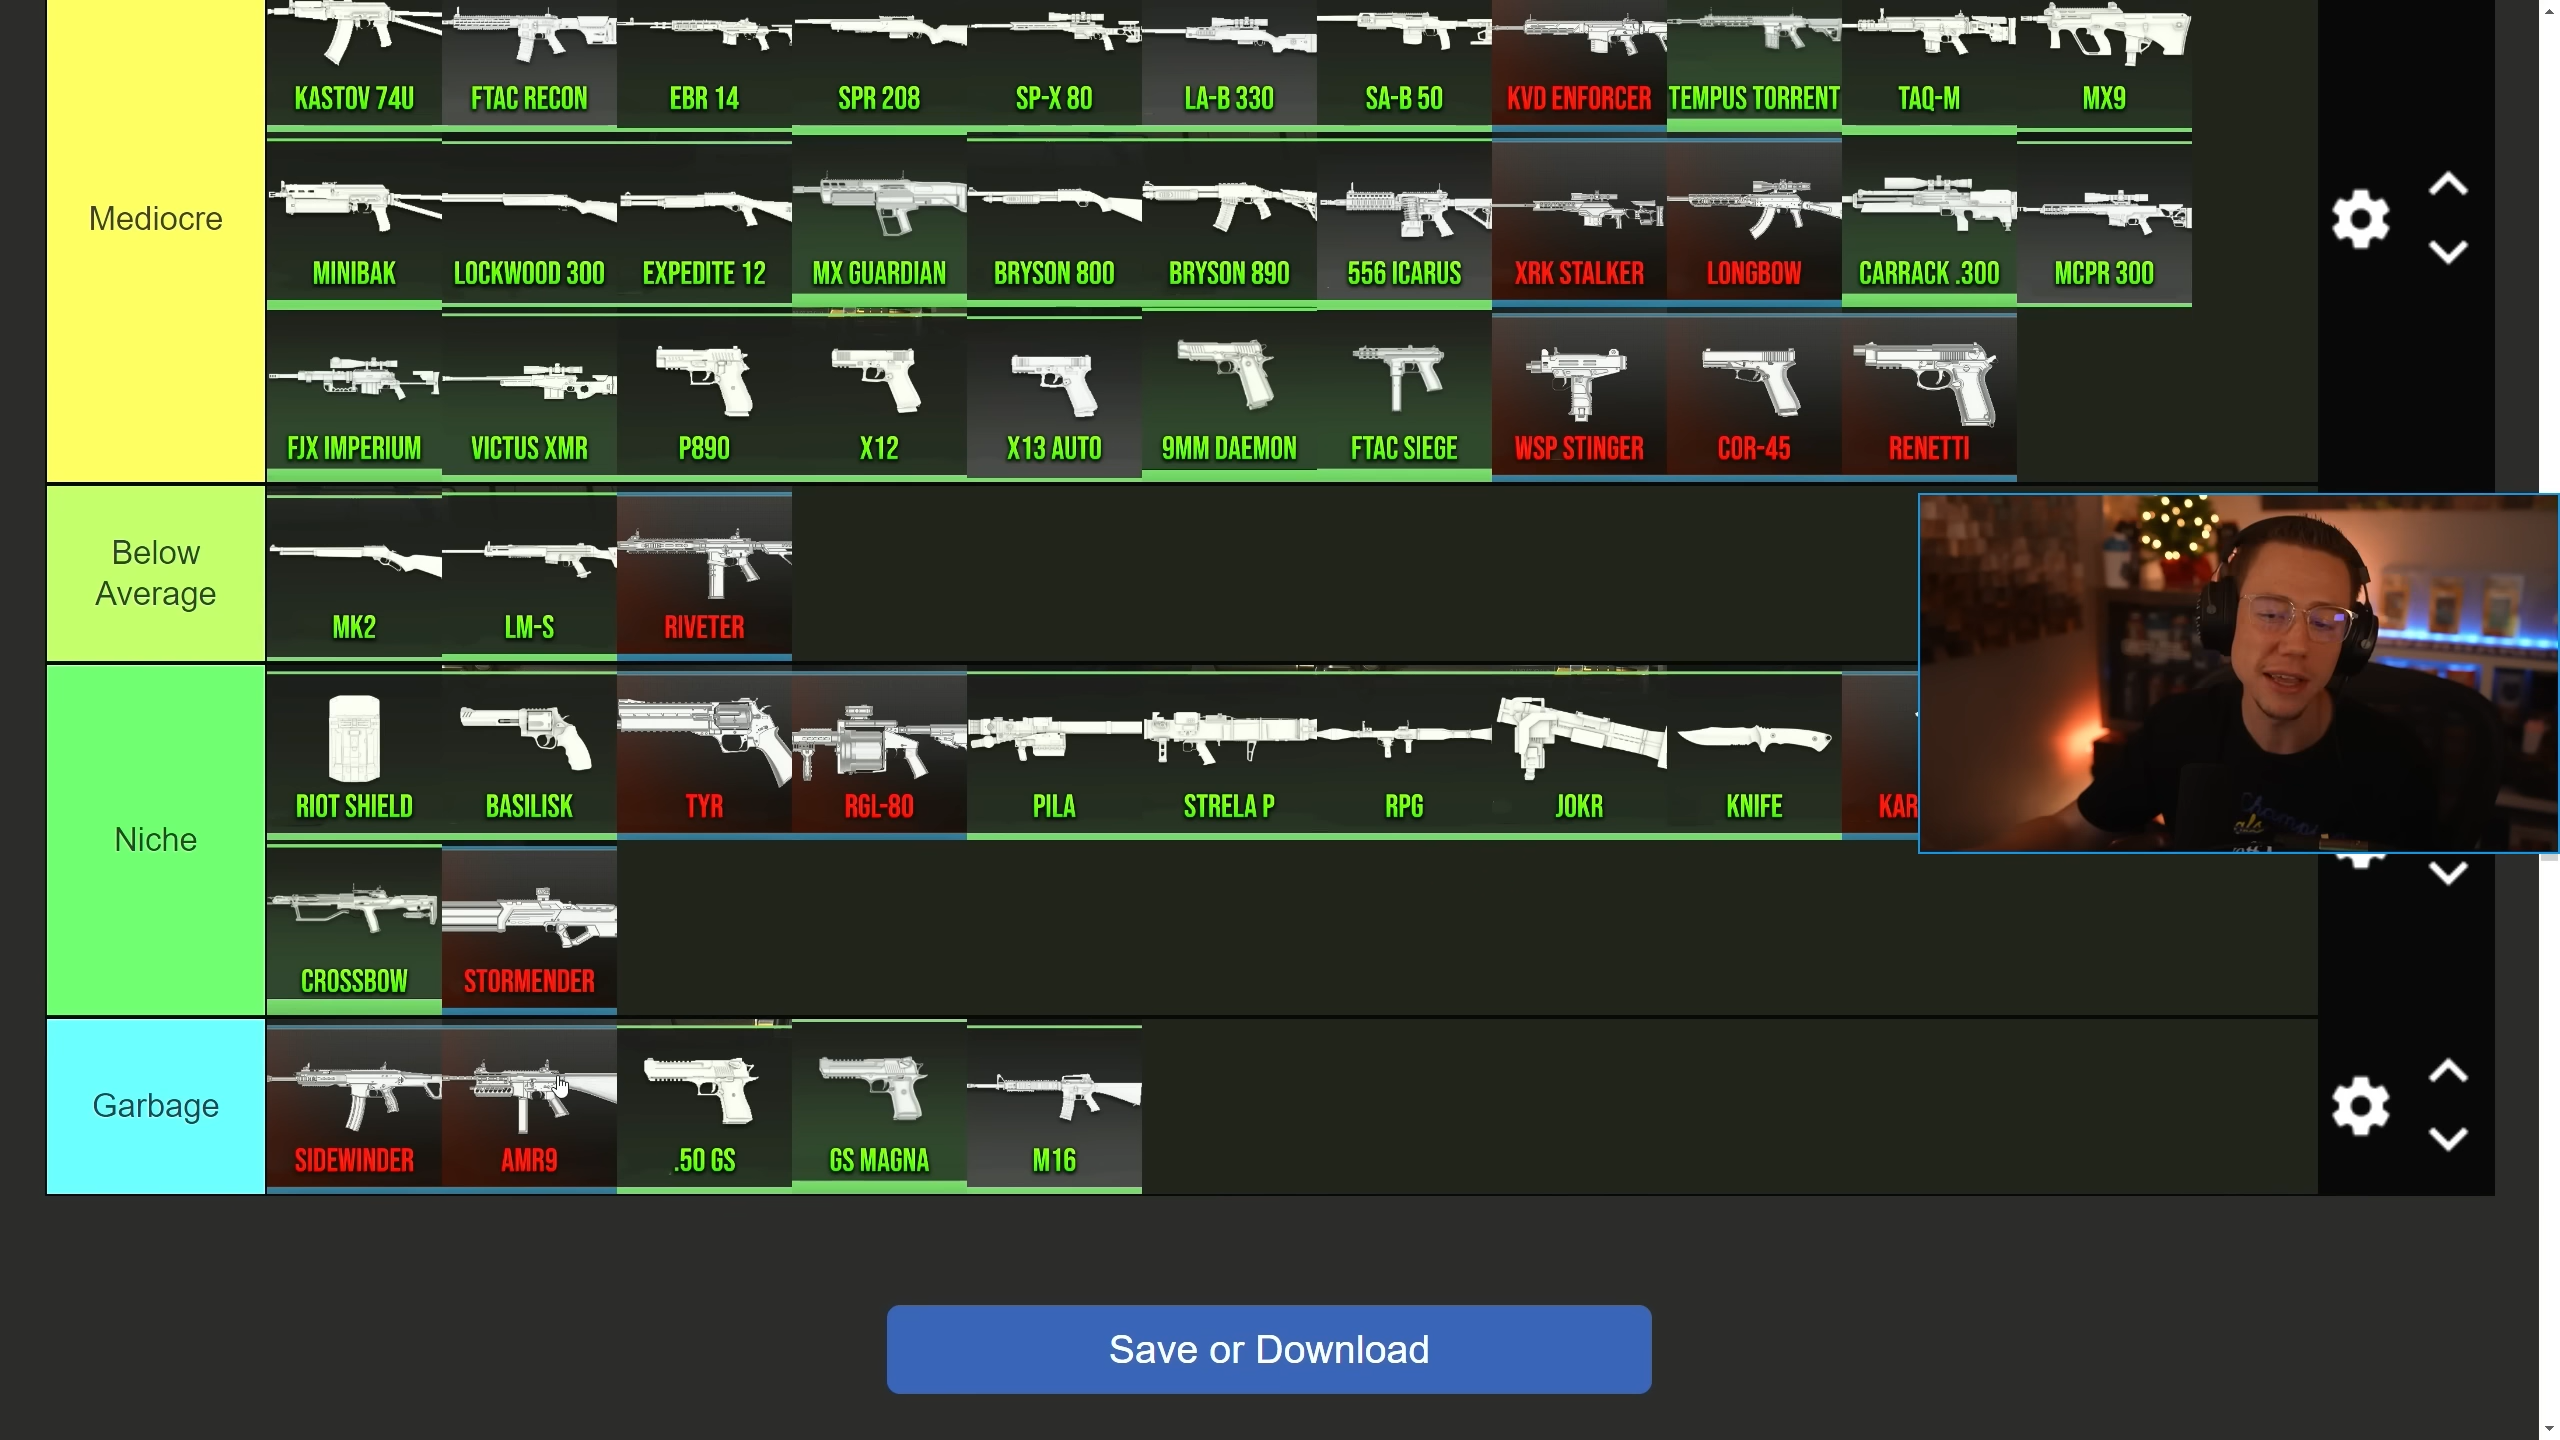 KASTOV 74U FTAC RECON EBR 14 SPR 208 SP-X 80 LA-B 330 SA-B 50 KVD ENFORCER TEMPUS TORRENT TAQ-M MX9
Mediocre
MINIBAK LOCKWOOD 300 EXPEDITE 12 MX GUARDIAN BRYSON 800 BRYSON 890 556 ICARUS XRK STALKER LONGBOW CARRACK .300 MCPR 300
FJX IMPERIUM VICTUS XMR P890 X12 X13 AUTO 9MM DAEMON FTAC SIEGE WSP STINGER COR-45 RENETTI
Below
Average
MK2 LM-S RIVETER
RIOT SHIELD BASILISK TYR RGL-80 PILA STRELA P RPG JOKR KNIFE KAR
Niche
CROSSBOW STORMENDER
Garbage
SIDEWINDER AMR9 .50 GS GS MAGNA M16
Save or Download